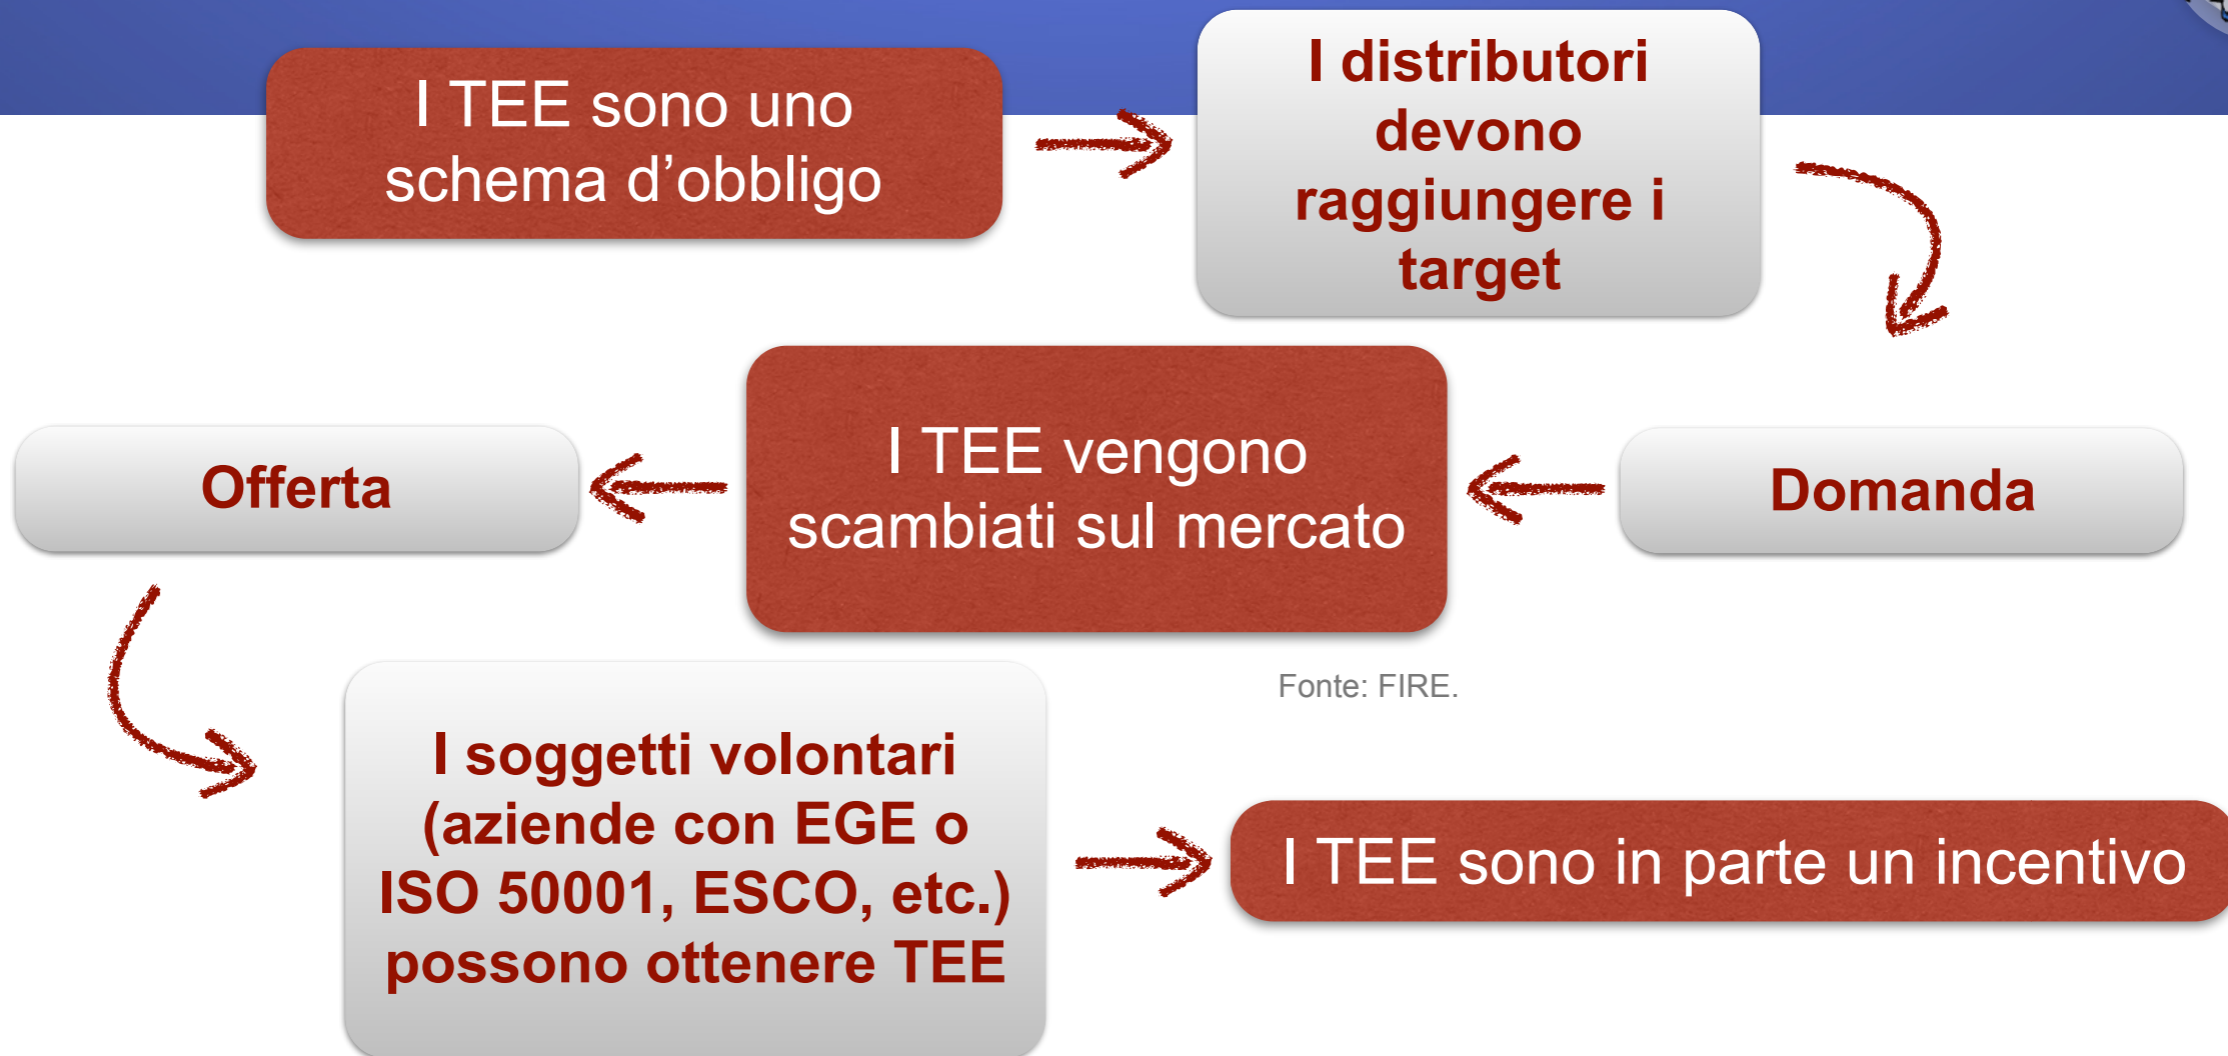 I TEE sono uno
schema d’obbligo
I distributori
devono
raggiungere i
target
Domanda
I TEE vengono
scambiati sul mercato
Offerta
I soggetti volontari
(aziende con EGE o
ISO 50001, ESCO, etc.)
possono ottenere TEE
Fonte: FIRE.
I TEE sono in parte un incentivo